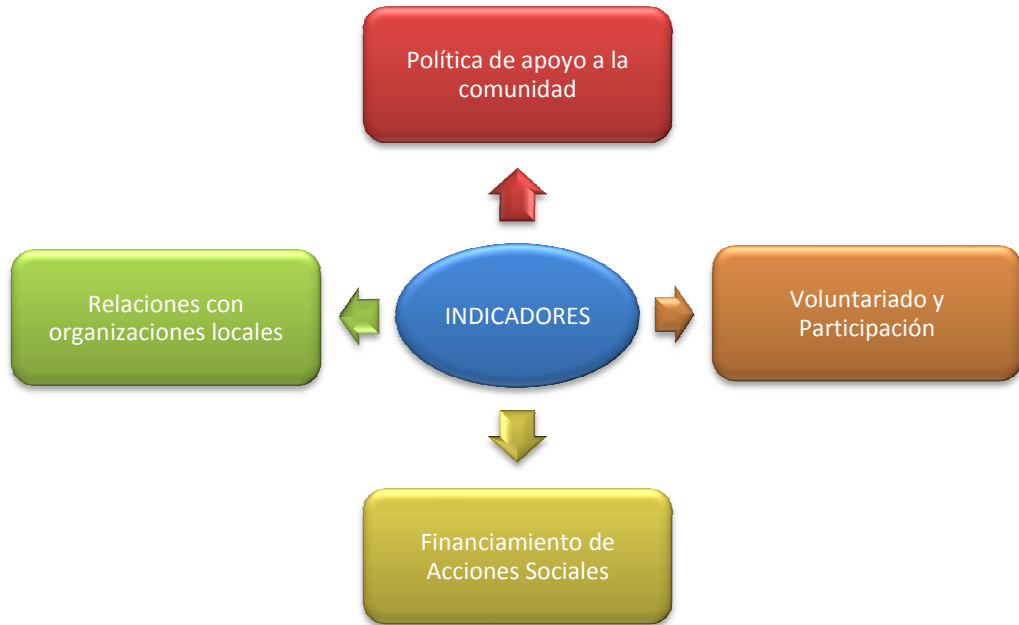 Política de apoyo a la
comunidad
Relaciones con
organizaciones locales
INDICADORES
Voluntariado y
Participación
Financiamiento de
Acciones Sociales